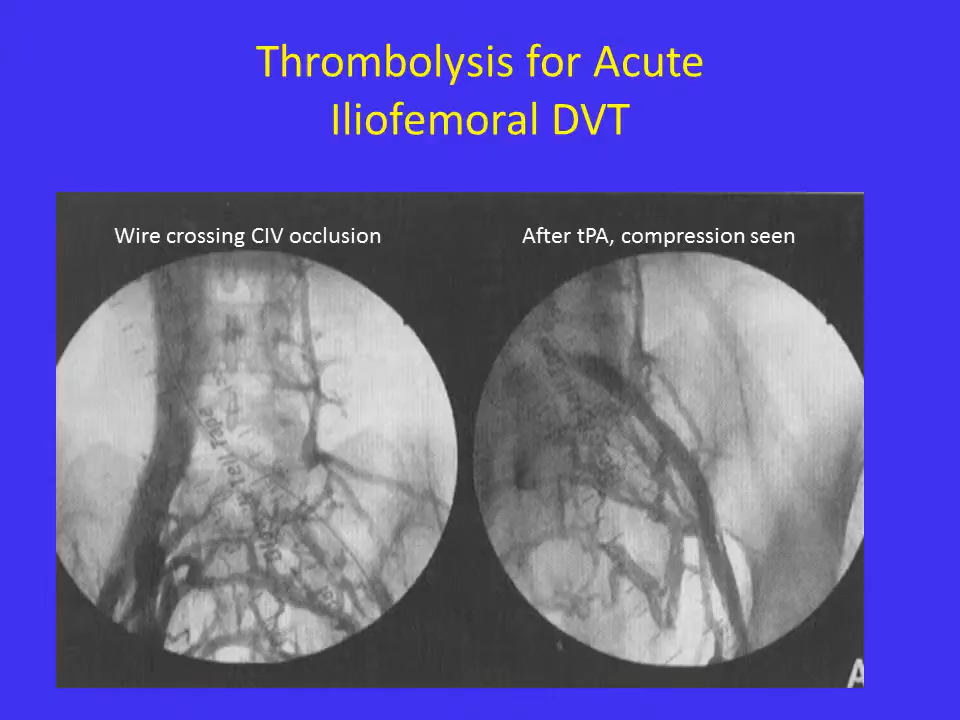 Thrombolysis for Acute
Iliofemoral DVT
Wire crossing CIV occlusion
After tPA, compression seen
A